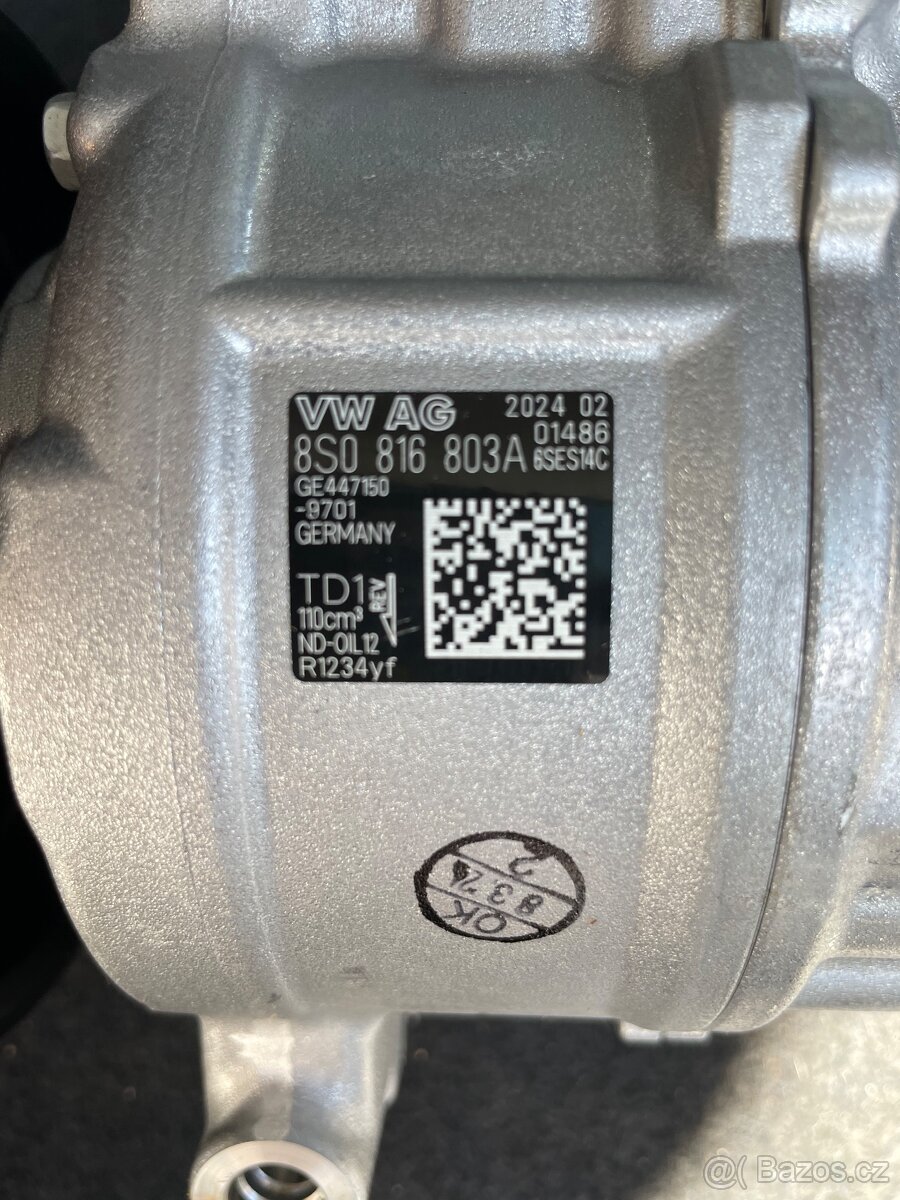 VW AG 2024 02
01486
8S0 816 803A 6SES14C
GE447150
-9701
GERMANY
TD1 REV
110cm³
ND-OIL12
R1234yf
2
OK
@( Bazos.cz